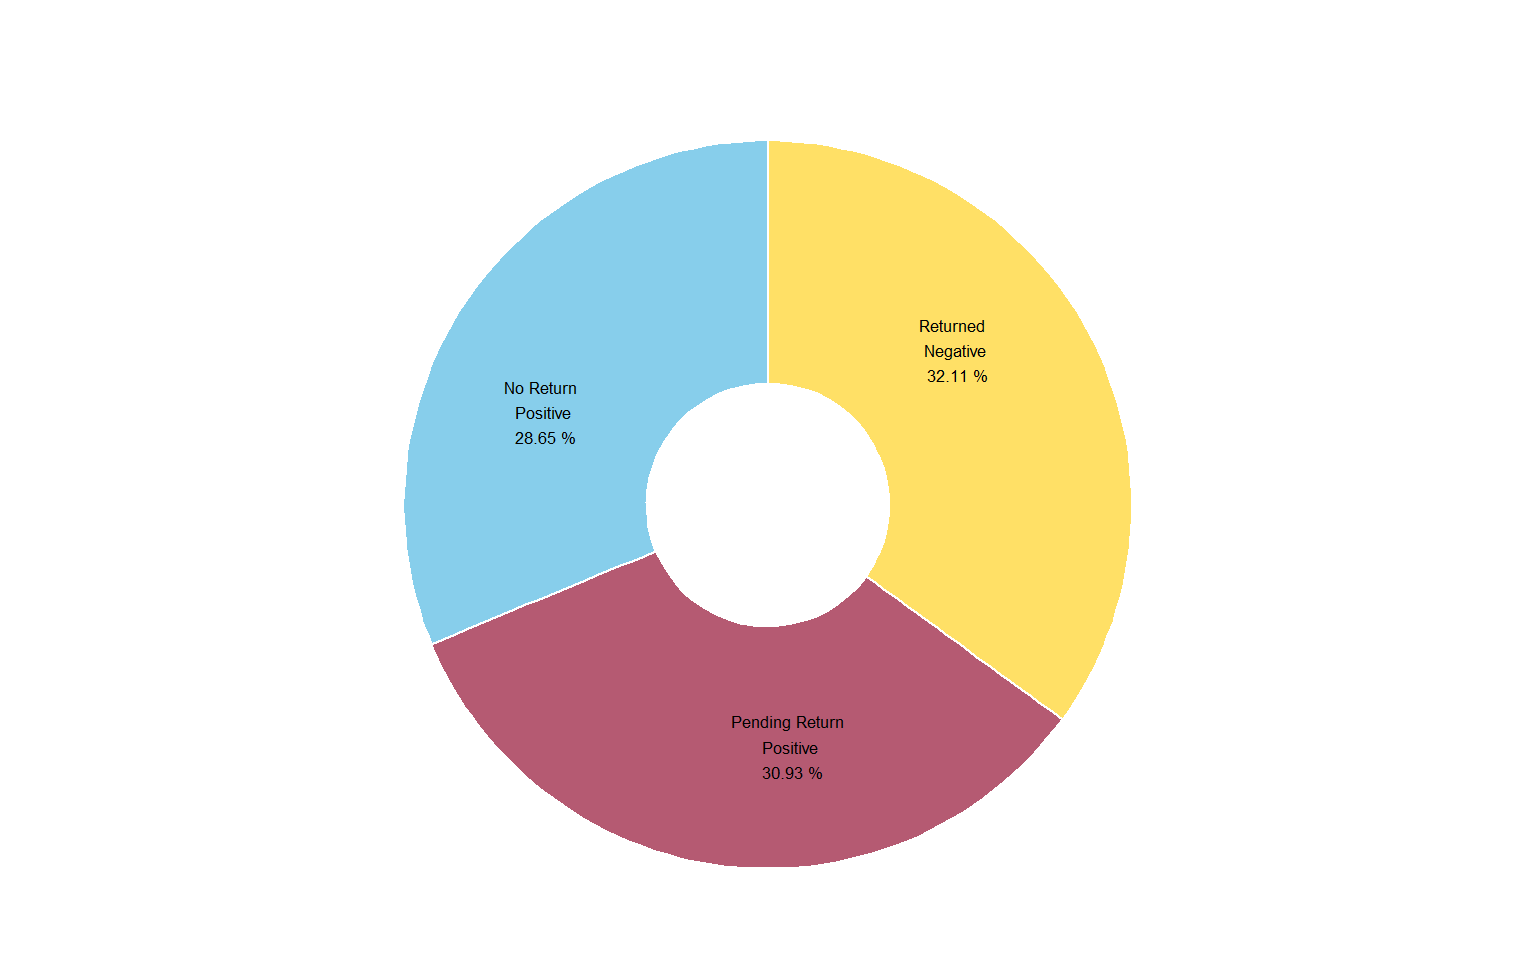 Returned
Negative
32.11 %
No Return
Positive
28.65 %
Pending Return
Positive
30.93 %